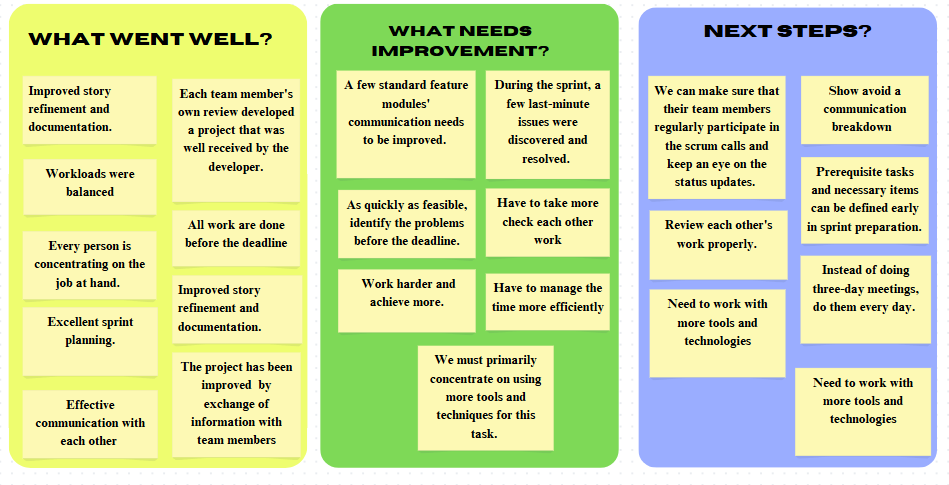 WHAT WENT WELL?
Improved story
refinement and
documentation.
Workloads were
balanced
Every person is
concentrating on the
job at hand.
Excellent sprint
planning.
Effective
communication with
each other
Each team member's
own review developed
a project that was
well received by the
developer.
All work are done
before the deadline
Improved story
refinement and
documentation.
The project has been
improved by
exchange of
information with
team members
WHAT NEEDS
IMPROVEMENT?
A few standard feature
modules'
communication needs
to be improved.
As quickly as feasible,
identify the problems
before the deadline.
Work harder and
achieve more.
During the sprint, a
few last-minute
issues were
discovered and
resolved.
Have to take more
check each other
work
Have to manage the
time more efficiently
We must primarily
concentrate on using
more tools and
techniques for this
task.
NEXT STEPS?
We can make sure that
their team members
regularly participate in
the scrum calls and
keep an eye on the
status updates.
Review each other's
work properly.
Need to work with
more tools and
technologies
Show avoid a
communication
breakdown
Prerequisite tasks
and necessary items
can be defined early
in sprint preparation.
Instead of doing
three-day meetings,
do them every day.
Need to work with
more tools and
technologies